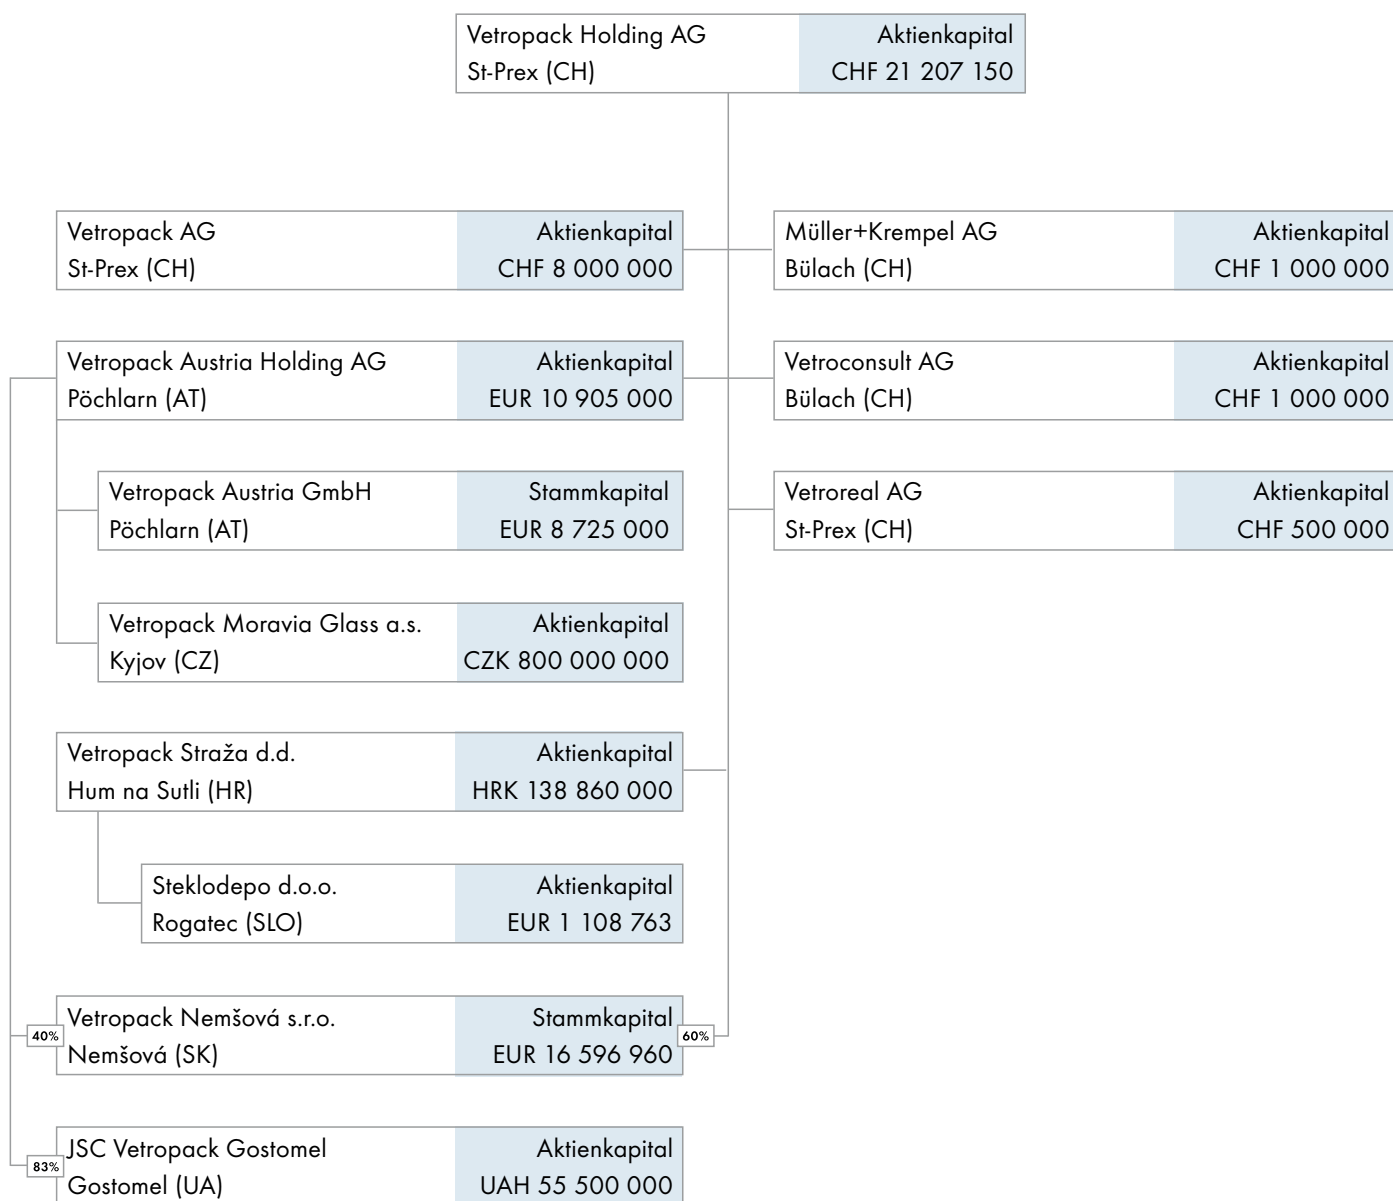 Vetropack Holding AG
St-Prex (CH)
Aktienkapital
CHF 21 207 150
Vetropack AG
St-Prex (CH)
Aktienkapital
CHF 8 000 000
Müller+Krempel AG
Bülach (CH)
Aktienkapital
CHF 1 000 000
Vetropack Austria Holding AG
Pöchlarn (AT)
Aktienkapital
EUR 10 905 000
Vetroconsult AG
Bülach (CH)
Aktienkapital
CHF 1 000 000
Vetropack Austria GmbH
Pöchlarn (AT)
Stammkapital
EUR 8 725 000
Vetroreal AG
St-Prex (CH)
Aktienkapital
CHF 500 000
Vetropack Moravia Glass a.s.
Kyjov (CZ)
Aktienkapital
CZK 800 000 000
Vetropack Straža d.d.
Hum na Sutli (HR)
Aktienkapital
HRK 138 860 000
Steklodepo d.o.o.
Rogatec (SLO)
Aktienkapital
EUR 1 108 763
40%
Vetropack Nemšová s.r.o.
Nemšová (SK)
Stammkapital
EUR 16 596 960
60%
83%
JSC Vetropack Gostomel
Gostomel (UA)
Aktienkapital
UAH 55 500 000